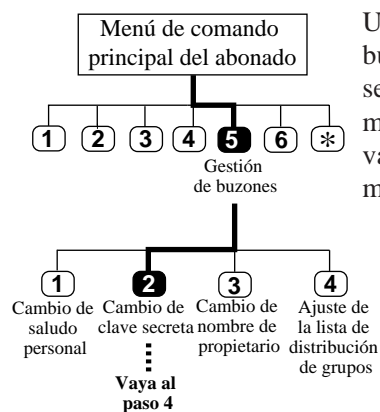 Menú de comando
principal del abonado
1 2 3 4 5 6 *
Gestión
de buzones
1 2 3 4
Cambio de
saludo
personal
Cambio de
clave secreta
Cambio de
nombre de
propietario
Ajuste de
la lista de
distribución
de grupos
Vaya al
paso 4
U
bu
se
m
va
m